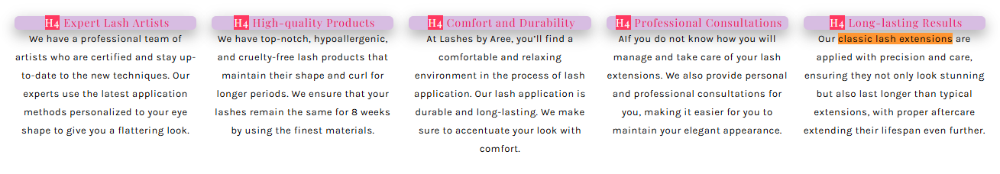 H4 Expert Lash Artists
We have a professional team of
artists who are certified and stay up-
to-date to the new techniques. Our
experts use the latest application
methods personalized to your eye
shape to give you a flattering look.
H4 High-quality Products
We have top-notch, hypoallergenic,
and cruelty-free lash products that
maintain their shape and curl for
longer periods. We ensure that your
lashes remain the same for 8 weeks
by using the finest materials.
H4 Comfort and Durability
At Lashes by Aree, you'll find a
comfortable and relaxing
environment in the process of lash
application. Our lash application is
durable and long-lasting. We make
sure to accentuate your look with
comfort.
H4 Professional Consultations
AIf you do not know how you will
manage and take care of your lash
extensions. We also provide personal
and professional consultations for
you, making it easier for you to
maintain your elegant appearance.
H4 Long-lasting Results
Our classic lash extensions are
applied with precision and care,
ensuring they not only look stunning
but also last longer than typical
extensions, with proper aftercare
extending their lifespan even further.